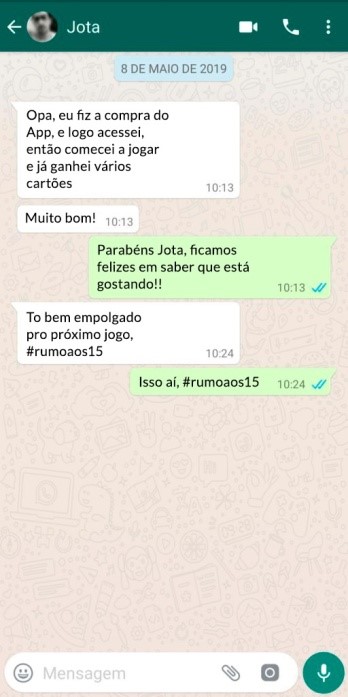 Jota
8 DE MAIO DE 2019
Opa, eu fiz a compra do
App, e logo acessei,
então comecei a jogar
e já ganhei vários
cartões
10:13
Muito bom! 10:13
Parabéns Jota, ficamos
felizes em saber que está
gostando!!
10:13
To bem empolgado
pro próximo jogo,
#rumoaos15
10:24
Isso aí, #rumoaos15 10:24
Mensagem